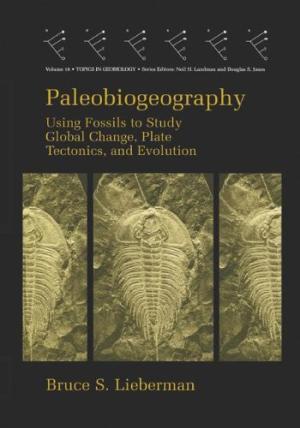 Volume 16 • TOPICS IN GEOBIOLOGY • Series Editors: Neil H. Landman and Douglas S. Jones
Paleobiogeography
Using Fossils to Study
Global Change, Plate
Tectonics, and Evolution
Bruce S. Lieberman